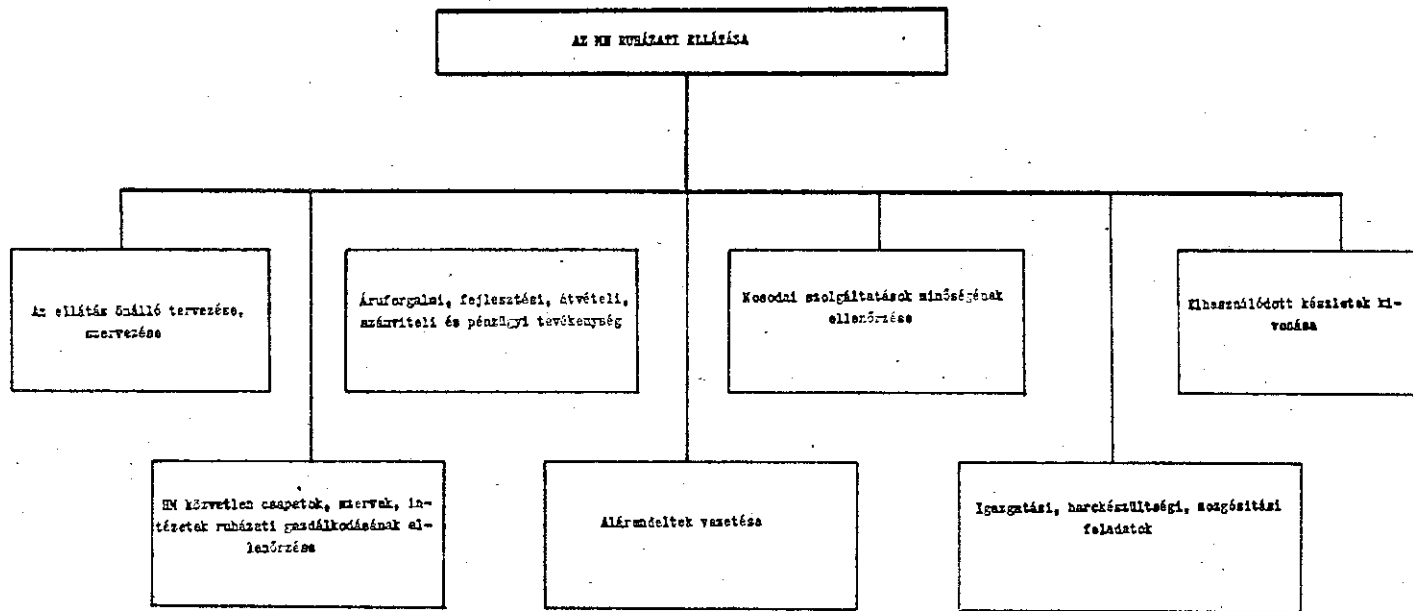 AZ MN RUHÁZATI ELLÁTÁSA
Az ellátás önálló tervezése,
szervezése
Áruforgalmi, fejlesztési, átvételi,
számviteli és pénzügyi tevékenység
Mosodai szolgáltatások minőségének
ellenőrzése
Elhasználódott készletek ki-
vonása
HM közvetlen csapatok, szervek, in-
tézetek ruházati gazdálkodásának el-
lenőrzése
Alárendeltek vezetése
Igazgatási, harckészültségi, mozgósítási
feladatok